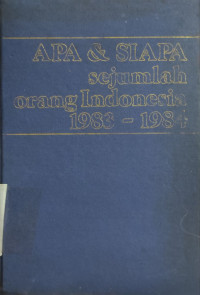 APA & SIAPA
sejumlah
orang Indonesia
1983 - 1984